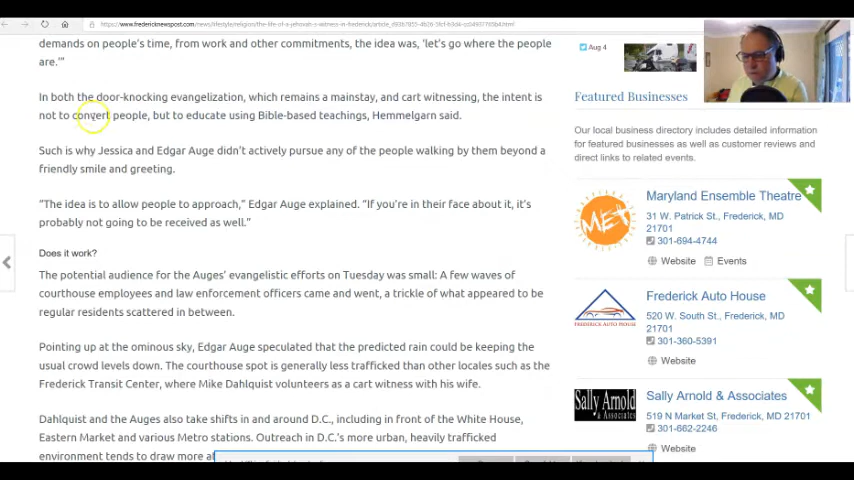 https://www.fredericknewspost.com/news/lifestyle/religion/the-life-of-a-jehovah-s-witness-in-frederick/article_
demands on people's time, from work and other commitments, the idea was, 'let's go where the people
are.'"
In both the door-knocking evangelization, which remains a mainstay, and cart witnessing, the intent is
not to convert people, but to educate using Bible-based teachings, Hemmelgarn said.
Such is why Jessica and Edgar Auge didn't actively pursue any of the people walking by them beyond a
friendly smile and greeting.
"The idea is to allow people to approach," Edgar Auge explained. "If you're in their face about it, it's
probably not going to be received as well."
Does it work?
The potential audience for the Auges' evangelistic efforts on Tuesday was small: A few waves of
courthouse employees and law enforcement officers came and went, a trickle of what appeared to be
regular residents scattered in between.
Pointing up at the ominous sky, Edgar Auge speculated that the predicted rain could be keeping the
usual crowd levels down. The courthouse spot is generally less trafficked than other locales such as the
Frederick Transit Center, where Mike Dahlquist volunteers as a cart witness with his wife.
Dahlquist and the Auges also take shifts in and around D.C., including in front of the White House,
Eastern Market and various Metro stations. Outreach in D.C.'s more urban, heavily trafficked
environment tends to draw more
Aug 4
Featured Businesses
Our local business directory includes detailed information
for featured businesses as well as customer reviews and
direct links to related events.
MET
Maryland Ensemble Theatre
31 W. Patrick St., Frederick, MD
21701
301-694-4744
Website Events
FREDERICK AUTO HOUSE
Frederick Auto House
520 W. South St., Frederick, MD
21701
301-360-5391
Website
Sally Arnold
& Associates
Sally Arnold & Associates
519 N Market St, Frederick, MD 21701
301-662-2246
Website